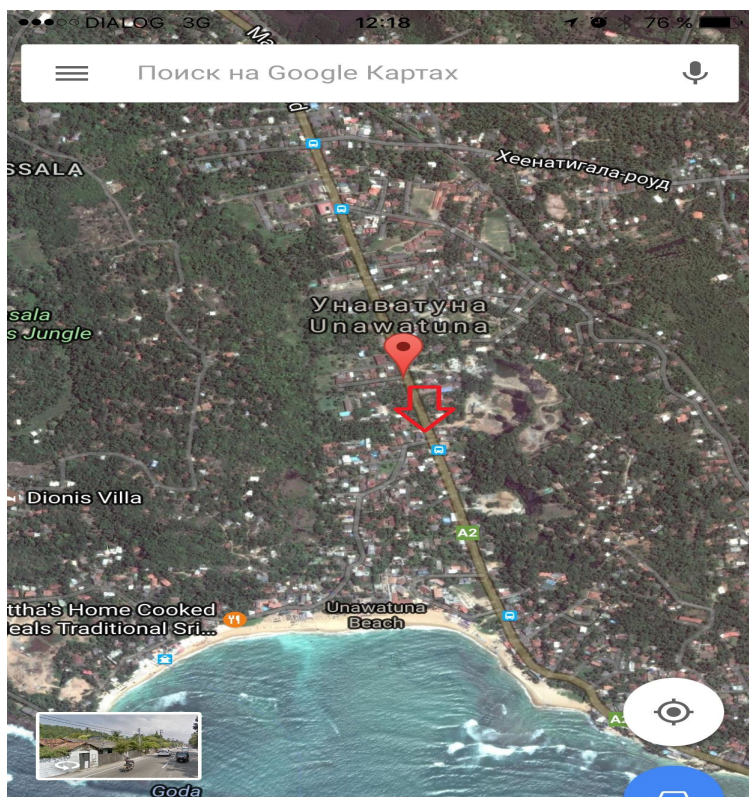 DIALOG 3G 12:18 76 %
Поиск на Google Картах
Хеенатигала-роуд
SSALA
Унаватуна
Unawatuna
sala
s Jungle
Dionis Villa
A2
ttha's Home Cooked
eals Traditional Sri...
Unawatuna
Beach
Goda